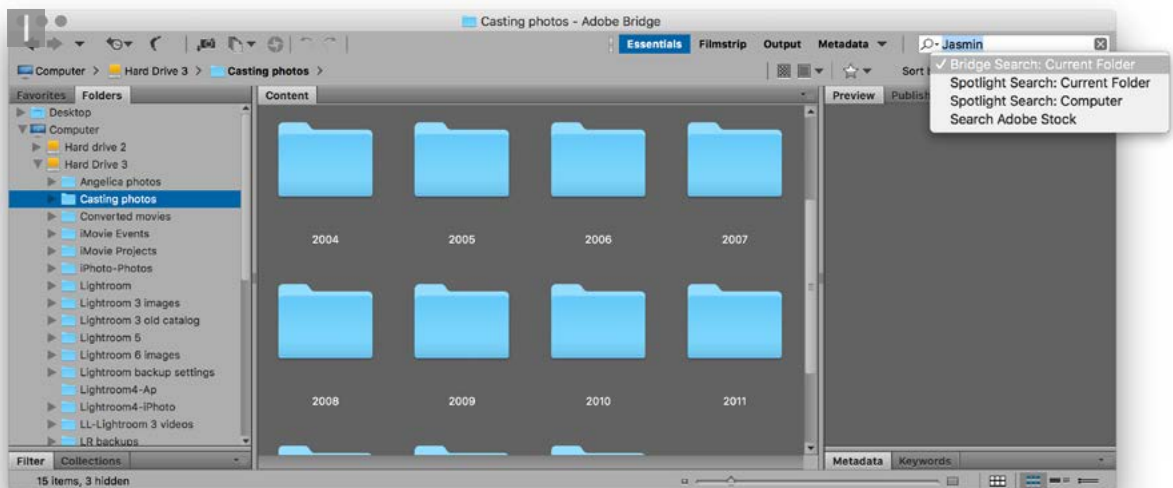 1
Casting photos - Adobe Bridge
Essentials Filmstrip Output Metadata Jasmin
Computer > Hard Drive 3 > Casting photos > Sort
Bridge Search: Current Folder
Spotlight Search: Current Folder
Spotlight Search: Computer
Search Adobe Stock
Favorites Folders
Content
Preview Publish
Desktop
Computer
Hard drive 2
Hard Drive 3
Angelica photos
Casting photos
Converted movies
iMovie Events
iMovie Projects
iPhoto-Photos
Lightroom
Lightroom 3 images
Lightroom 3 old catalog
Lightroom 5
Lightroom 6 images
Lightroom backup settings
Lightroom4-Ap
Lightroom4-iPhoto
LL-Lightroom 3 videos
LR backups
2004 2005 2006 2007
2008 2009 2010 2011
Filter Collections
Metadata Keywords
15 items, 3 hidden